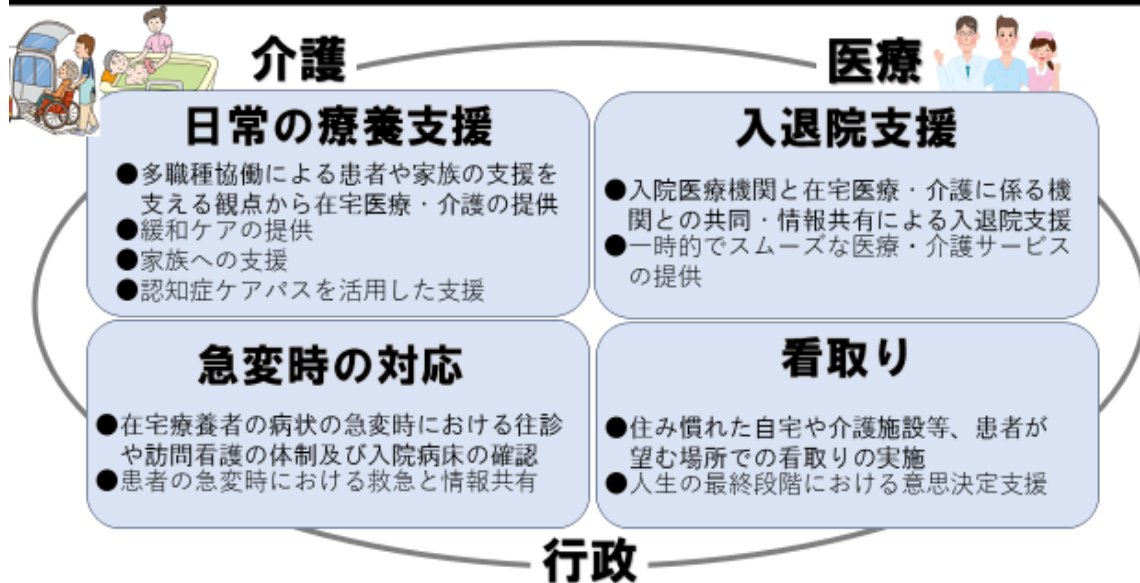 介護
医療
日常の療養支援
●多職種協働による患者や家族の支援を
支える観点から在宅医療・介護の提供
●緩和ケアの提供
●家族への支援
●認知症ケアパスを活用した支援
入退院支援
●入院医療機関と在宅医療・介護に係る機
関との共同・情報共有による入退院支援
●一時的でスムーズな医療・介護サービス
の提供
急変時の対応
●在宅療養者の病状の急変時における往診
や訪問看護の体制及び入院病床の確認
●患者の急変時における救急と情報共有
看取り
●住み慣れた自宅や介護施設等、患者が
望む場所での看取りの実施
●人生の最終段階における意思決定支援
行政